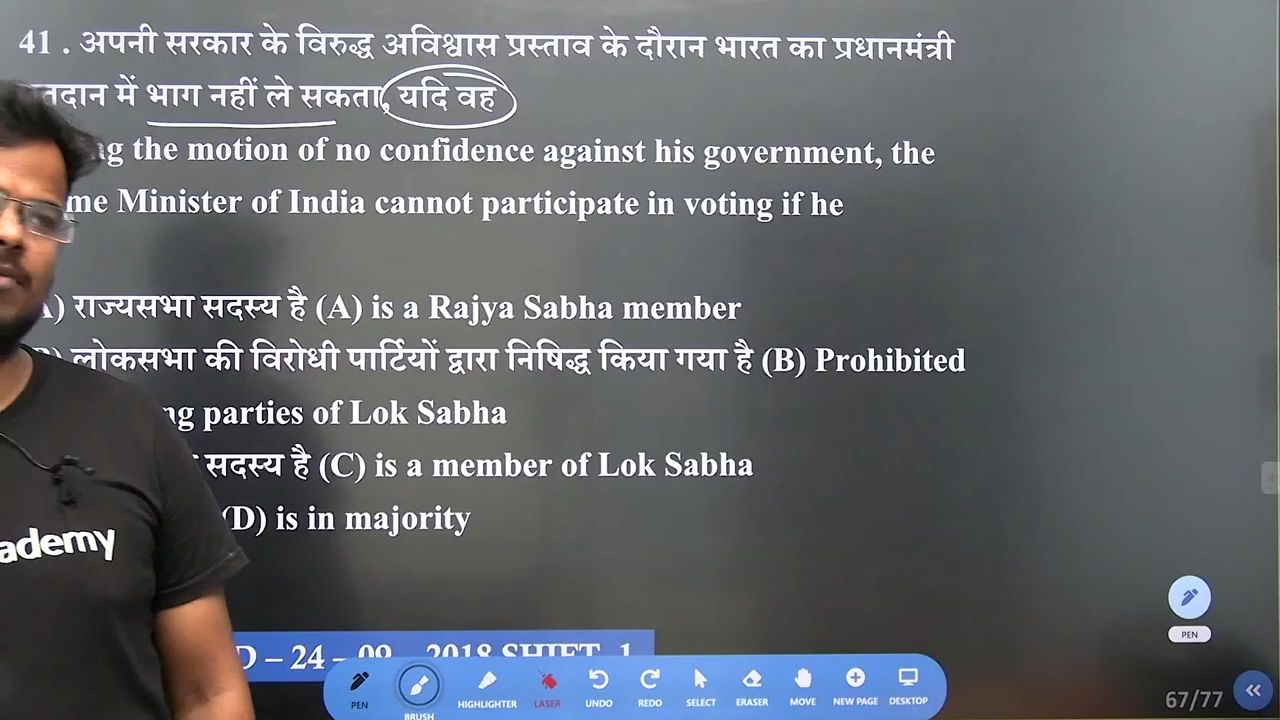 41 . अपनी सरकार के विरुद्ध अविश्वास प्रस्ताव के दौरान भारत का प्रधानमंत्री
में भाग नहीं ले सकता, यदि वह
the motion of no confidence against his government, the
Minister of India cannot participate in voting if he
राज्यसभा सदस्य है (A) is a Rajya Sabha member
लोकसभा की विरोधी पार्टियों द्वारा निषिद्ध किया गया है (B) Prohibited
parties of Lok Sabha
सदस्य है (C) is a member of Lok Sabha
(D) is in majority
ademy
D – 24 – 09 – 2018 SHIFT 1
PEN
BRUSH
HIGHLIGHTER
LASER
UNDO
REDO
SELECT
ERASER
MOVE
NEW PAGE
DESKTOP
PEN
67/77